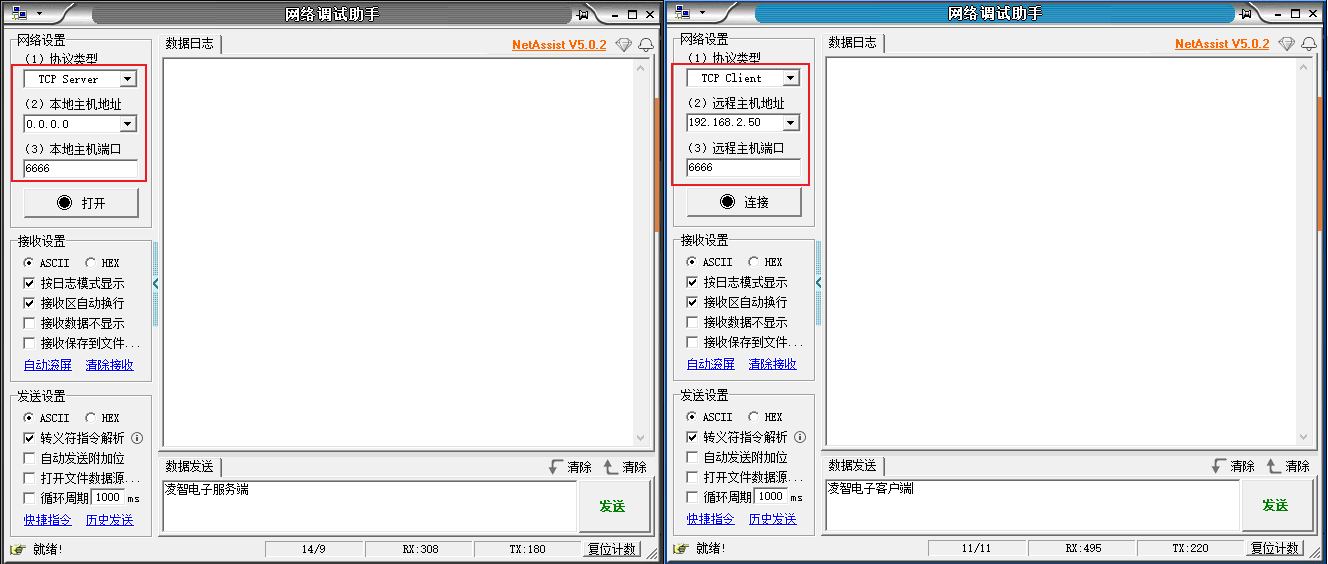 网络调试助手
网络设置
（1）协议类型
TCP Server
（2）本地主机地址
0.0.0.0
（3）本地主机端口
6666
打开
接收设置
ASCII HEX
按日志模式显示
接收区自动换行
接收数据不显示
接收保存到文件...
自动滚屏 清除接收
发送设置
ASCII HEX
转义符指令解析
自动发送附加位
打开文件数据源...
循环周期 1000 ms
快捷指令 历史发送
数据日志
NetAssist V5.0.2
数据发送
清除 清除
凌智电子服务端
发送
就绪!
14/9
RX:308
TX:180
复位计数
网络调试助手
网络设置
（1）协议类型
TCP Client
（2）远程主机地址
192.168.2.50
（3）远程主机端口
6666
连接
接收设置
ASCII HEX
按日志模式显示
接收区自动换行
接收数据不显示
接收保存到文件...
自动滚屏 清除接收
发送设置
ASCII HEX
转义符指令解析
自动发送附加位
打开文件数据源...
循环周期 1000 ms
快捷指令 历史发送
数据日志
NetAssist V5.0.2
数据发送
清除 清除
凌智电子客户端
发送
就绪!
11/11
RX:495
TX:220
复位计数